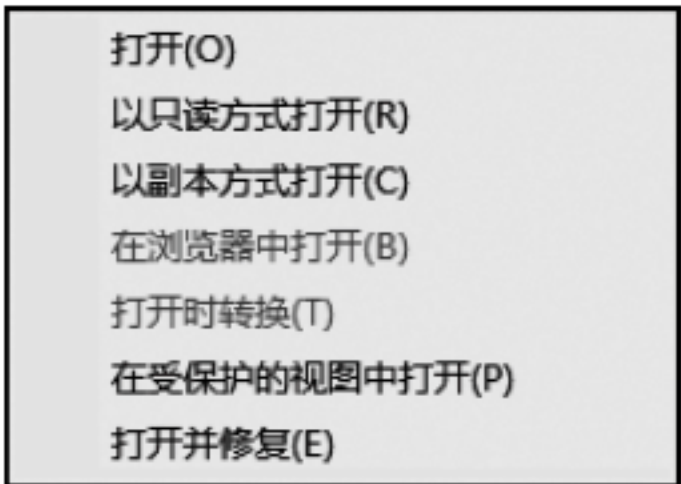 打开(O)
以只读方式打开(R)
以副本方式打开(C)
在浏览器中打开(B)
打开时转换(T)
在受保护的视图中打开(P)
打开并修复(E)